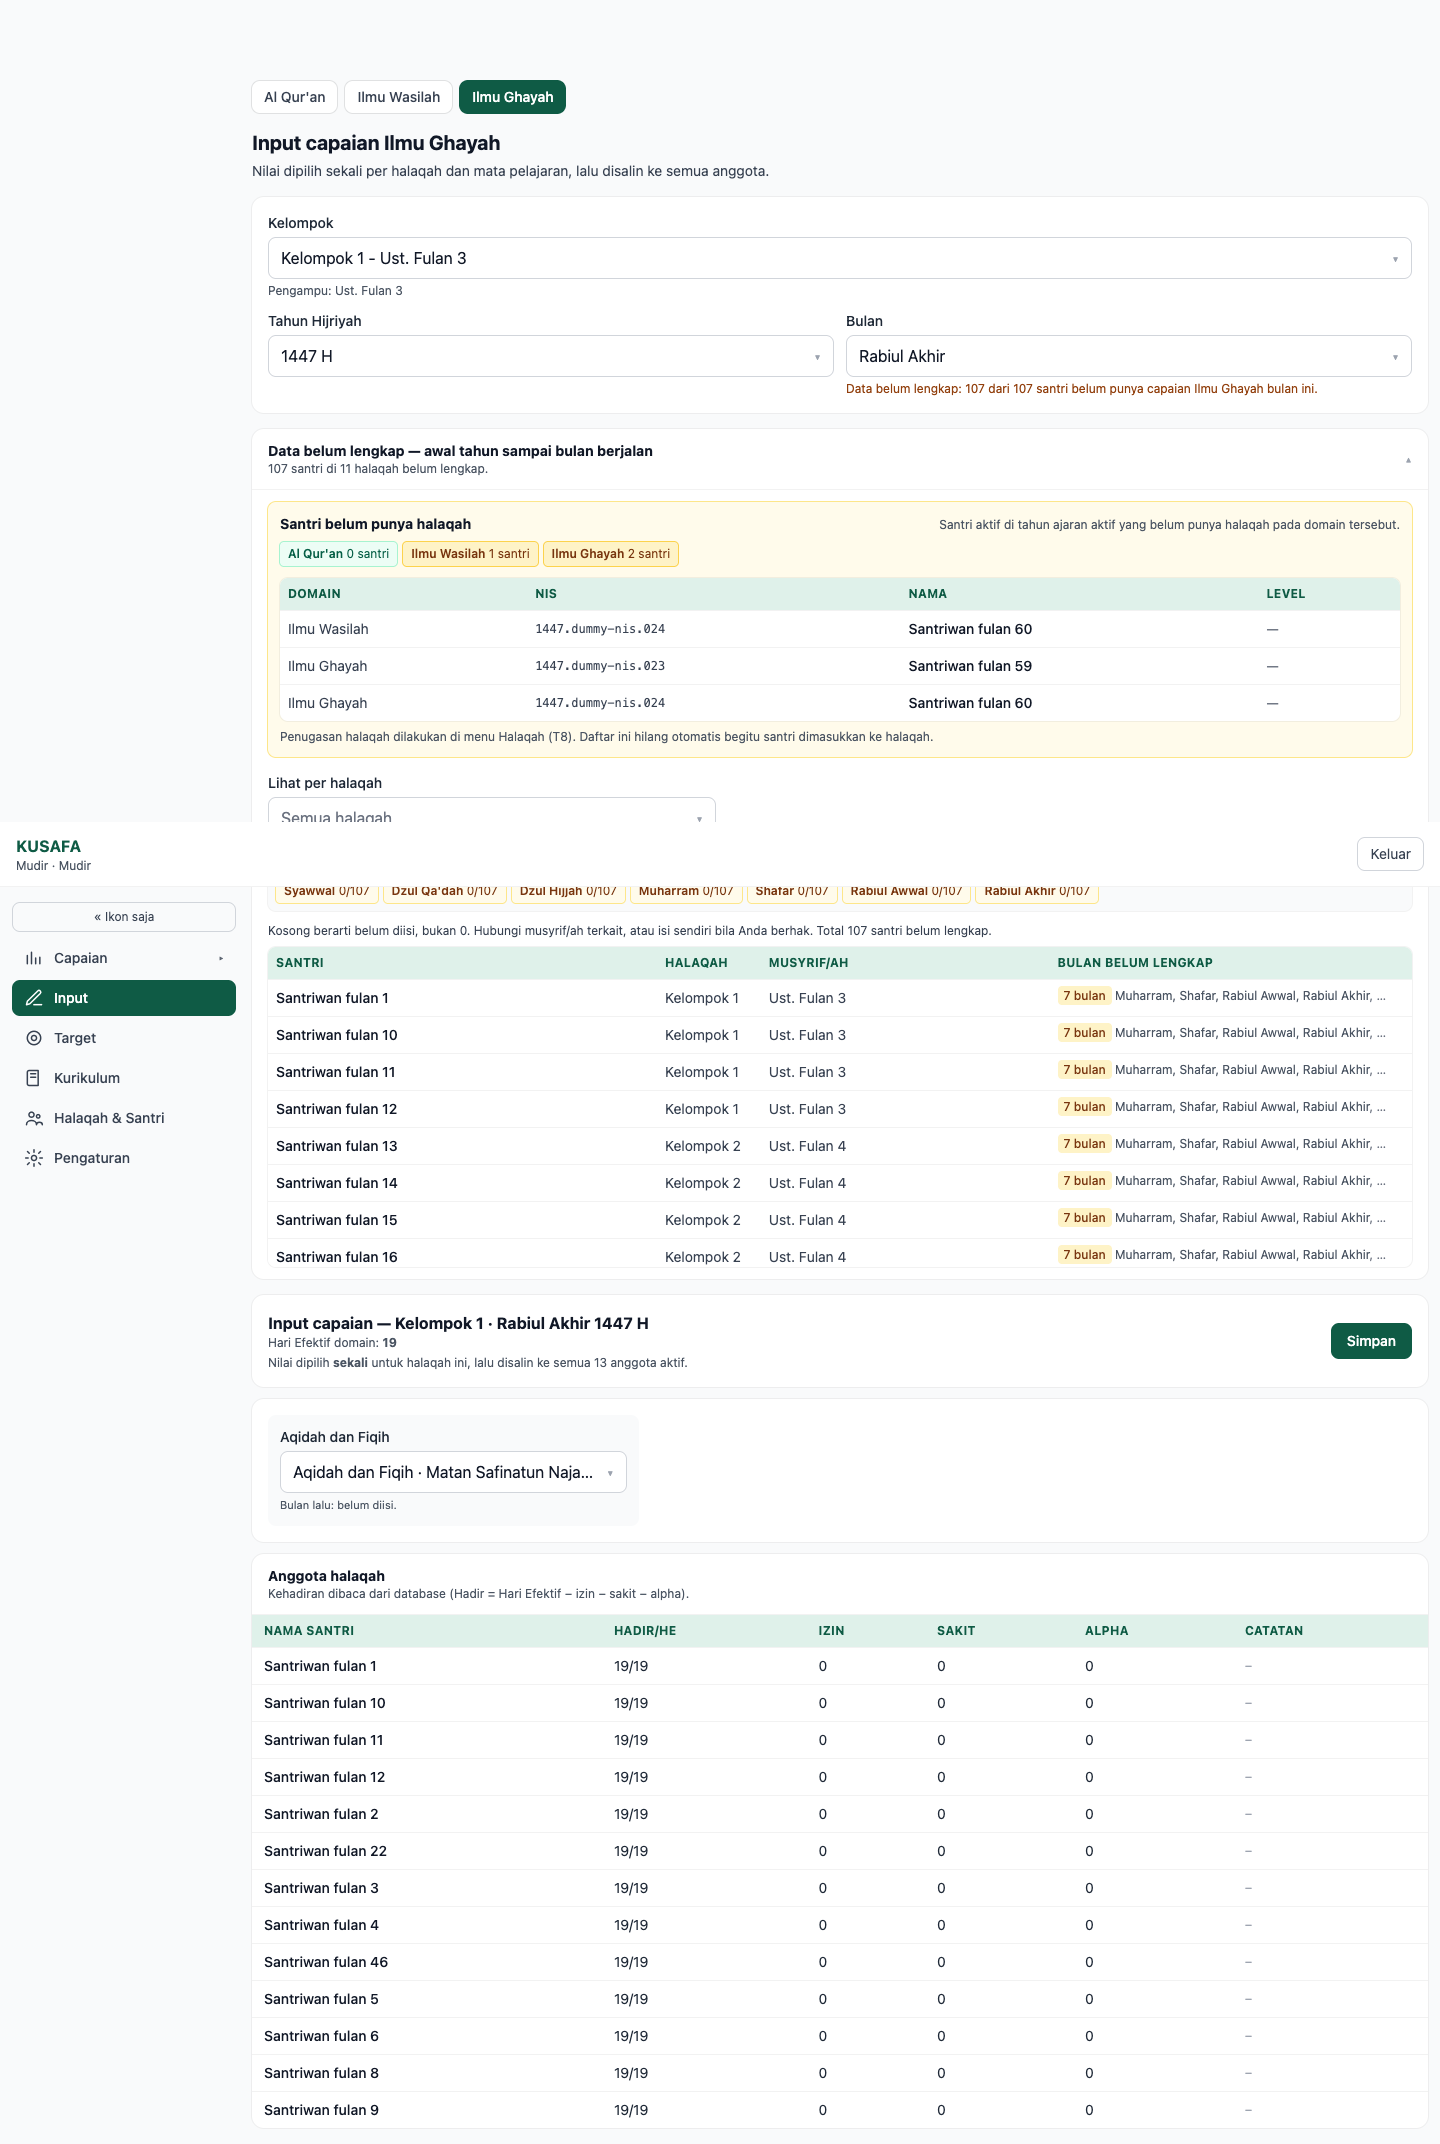 Al Qur'an Ilmu Wasilah Ilmu Ghayah
Input capaian Ilmu Ghayah
Nilai dipilih sekali per halaqah dan mata pelajaran, lalu disalin ke semua anggota.
Kelompok
Kelompok 1 - Ust. Fulan 3
Pengampu: Ust. Fulan 3
Tahun Hijriyah Bulan
1447 H Rabiul Akhir
Data belum lengkap: 107 dari 107 santri belum punya capaian Ilmu Ghayah bulan ini.
Data belum lengkap — awal tahun sampai bulan berjalan
107 santri di 11 halaqah belum lengkap.
Santri belum punya halaqah Santri aktif di tahun ajaran aktif yang belum punya halaqah pada domain tersebut.
Al Qur'an 0 santri Ilmu Wasilah 1 santri Ilmu Ghayah 2 santri
DOMAIN NIS NAMA LEVEL
Ilmu Wasilah 1447.dummy-nis.024 Santriwan fulan 60 —
Ilmu Ghayah 1447.dummy-nis.023 Santriwan fulan 59 —
Ilmu Ghayah 1447.dummy-nis.024 Santriwan fulan 60 —
Penugasan halaqah dilakukan di menu Halaqah (T8). Daftar ini hilang otomatis begitu santri dimasukkan ke halaqah.
Lihat per halaqah
Semua halaqah
KUSAFA
Mudir · Mudir
Keluar
Syawwal 0/107 Dzul Qa'dah 0/107 Dzul Hijjah 0/107 Muharram 0/107 Shafar 0/107 Rabiul Awwal 0/107 Rabiul Akhir 0/107
« Ikon saja
Capaian
Input
Target
Kurikulum
Halaqah & Santri
Pengaturan
Kosong berarti belum diisi, bukan 0. Hubungi musyrif/ah terkait, atau isi sendiri bila Anda berhak. Total 107 santri belum lengkap.
SANTRI HALAQAH MUSYRIF/AH BULAN BELUM LENGKAP
Santriwan fulan 1 Kelompok 1 Ust. Fulan 3 7 bulan Muharram, Shafar, Rabiul Awwal, Rabiul Akhir, ...
Santriwan fulan 10 Kelompok 1 Ust. Fulan 3 7 bulan Muharram, Shafar, Rabiul Awwal, Rabiul Akhir, ...
Santriwan fulan 11 Kelompok 1 Ust. Fulan 3 7 bulan Muharram, Shafar, Rabiul Awwal, Rabiul Akhir, ...
Santriwan fulan 12 Kelompok 1 Ust. Fulan 3 7 bulan Muharram, Shafar, Rabiul Awwal, Rabiul Akhir, ...
Santriwan fulan 13 Kelompok 2 Ust. Fulan 4 7 bulan Muharram, Shafar, Rabiul Awwal, Rabiul Akhir, ...
Santriwan fulan 14 Kelompok 2 Ust. Fulan 4 7 bulan Muharram, Shafar, Rabiul Awwal, Rabiul Akhir, ...
Santriwan fulan 15 Kelompok 2 Ust. Fulan 4 7 bulan Muharram, Shafar, Rabiul Awwal, Rabiul Akhir, ...
Santriwan fulan 16 Kelompok 2 Ust. Fulan 4 7 bulan Muharram, Shafar, Rabiul Awwal, Rabiul Akhir, ...
Input capaian — Kelompok 1 · Rabiul Akhir 1447 H
Hari Efektif domain: 19
Nilai dipilih sekali untuk halaqah ini, lalu disalin ke semua 13 anggota aktif.
Simpan
Aqidah dan Fiqih
Aqidah dan Fiqih · Matan Safinatun Naja...
Bulan lalu: belum diisi.
Anggota halaqah
Kehadiran dibaca dari database (Hadir = Hari Efektif − izin − sakit − alpha).
NAMA SANTRI HADIR/HE IZIN SAKIT ALPHA CATATAN
Santriwan fulan 1 19/19 0 0 0 –
Santriwan fulan 10 19/19 0 0 0 –
Santriwan fulan 11 19/19 0 0 0 –
Santriwan fulan 12 19/19 0 0 0 –
Santriwan fulan 2 19/19 0 0 0 –
Santriwan fulan 22 19/19 0 0 0 –
Santriwan fulan 3 19/19 0 0 0 –
Santriwan fulan 4 19/19 0 0 0 –
Santriwan fulan 46 19/19 0 0 0 –
Santriwan fulan 5 19/19 0 0 0 –
Santriwan fulan 6 19/19 0 0 0 –
Santriwan fulan 8 19/19 0 0 0 –
Santriwan fulan 9 19/19 0 0 0 –